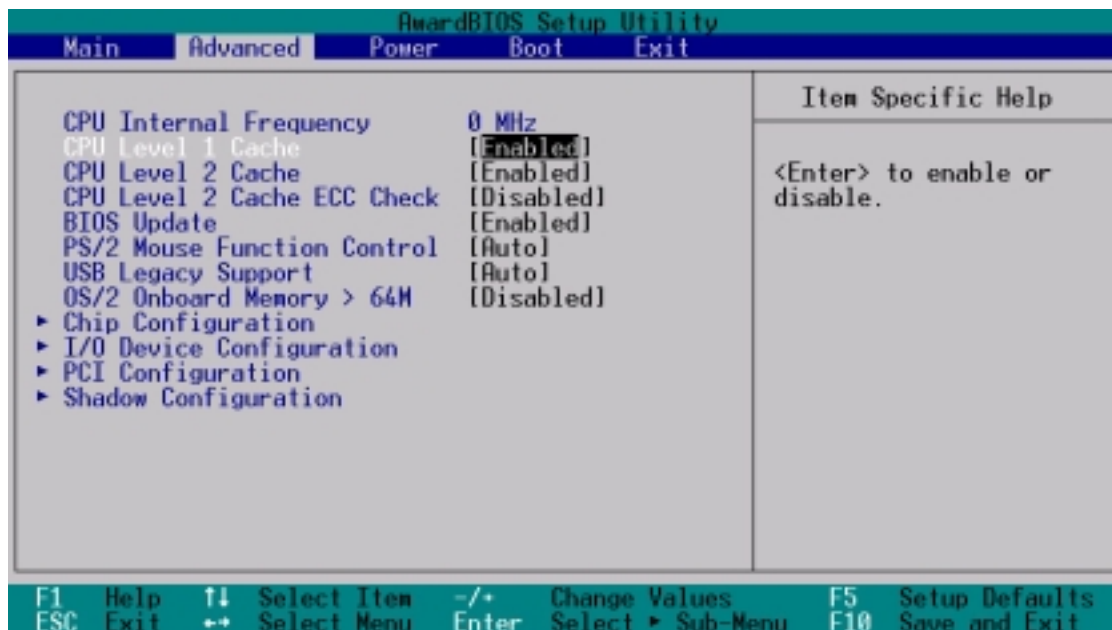 AwardBIOS Setup Utility
Main Advanced Power Boot Exit
Item Specific Help
CPU Internal Frequency 0 MHz
CPU Level 1 Cache [Enabled]
CPU Level 2 Cache [Enabled]
<Enter> to enable or
CPU Level 2 Cache ECC Check [Disabled]
disable.
BIOS Update [Enabled]
PS/2 Mouse Function Control [Auto]
USB Legacy Support [Auto]
OS/2 Onboard Memory > 64M [Disabled]
► Chip Configuration
► I/O Device Configuration
► PCI Configuration
► Shadow Configuration
F1 Help ↑↓ Select Item -/+ Change Values F5 Setup Defaults
ESC Exit ←→ Select Menu Enter Select ► Sub-Menu F10 Save and Exit